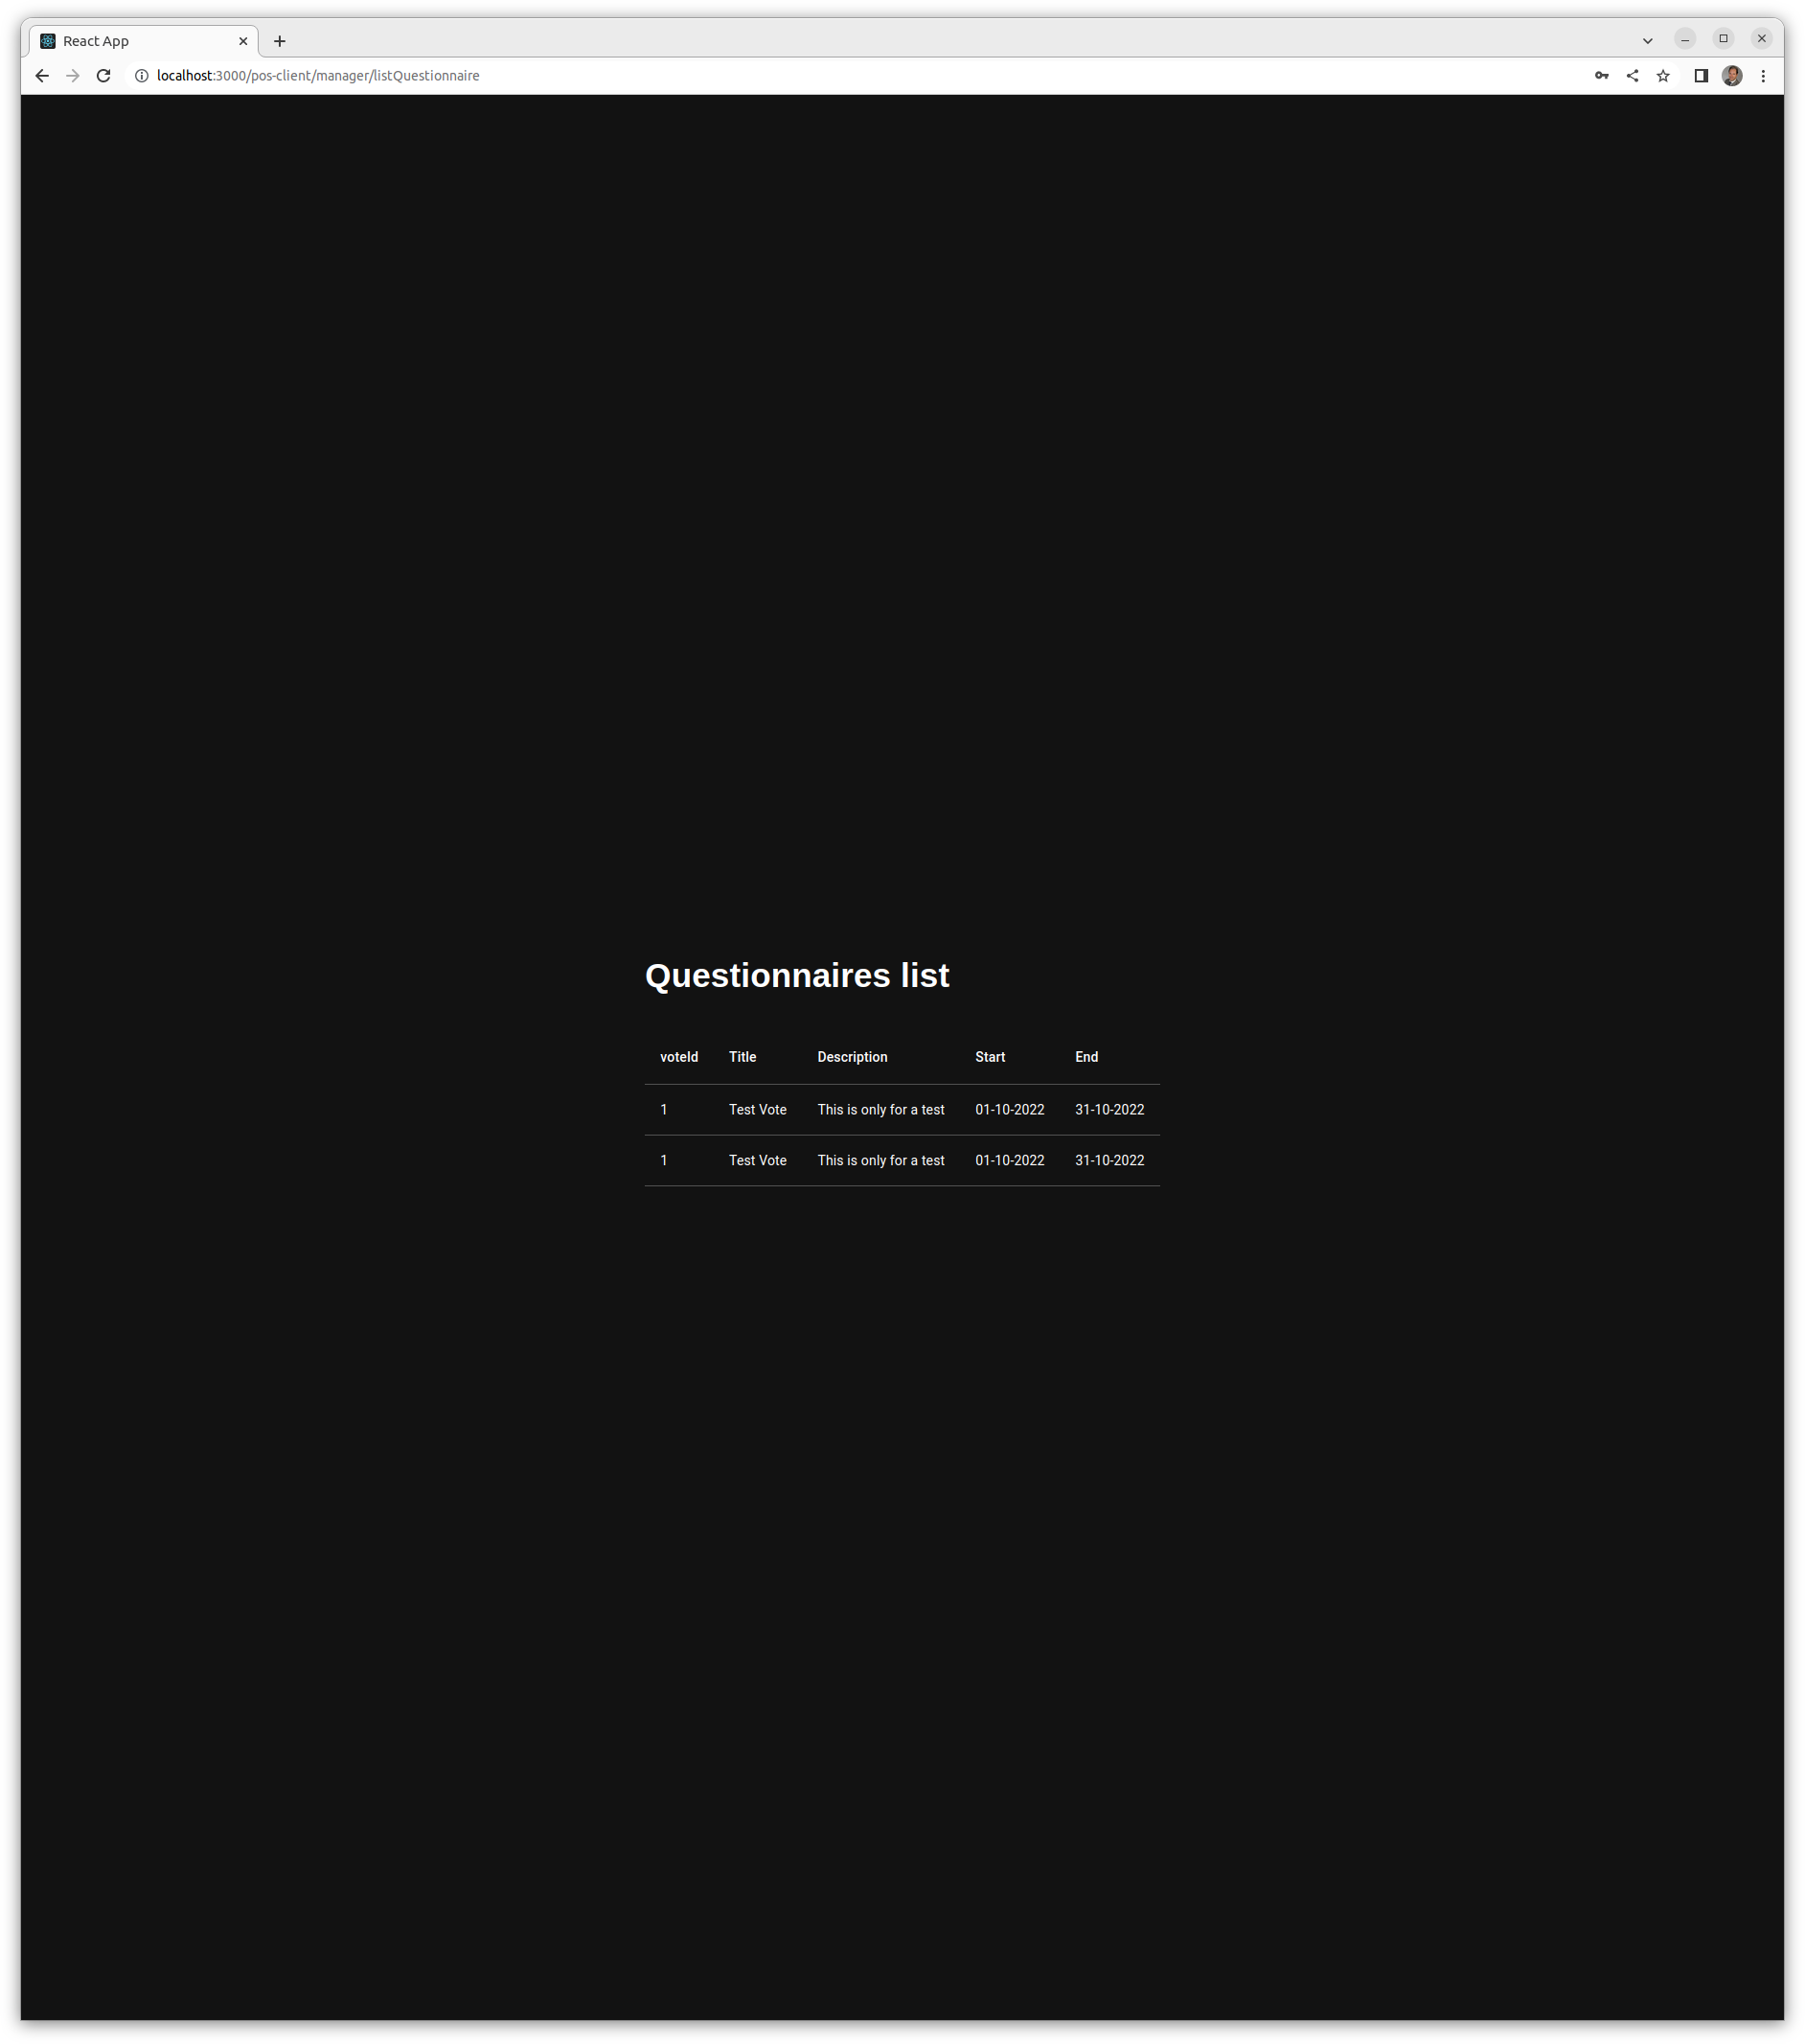 React App
localhost:3000/pos-client/manager/listQuestionnaire
Questionnaires list
voteId Title Description Start End
1 Test Vote This is only for a test 01-10-2022 31-10-2022
1 Test Vote This is only for a test 01-10-2022 31-10-2022